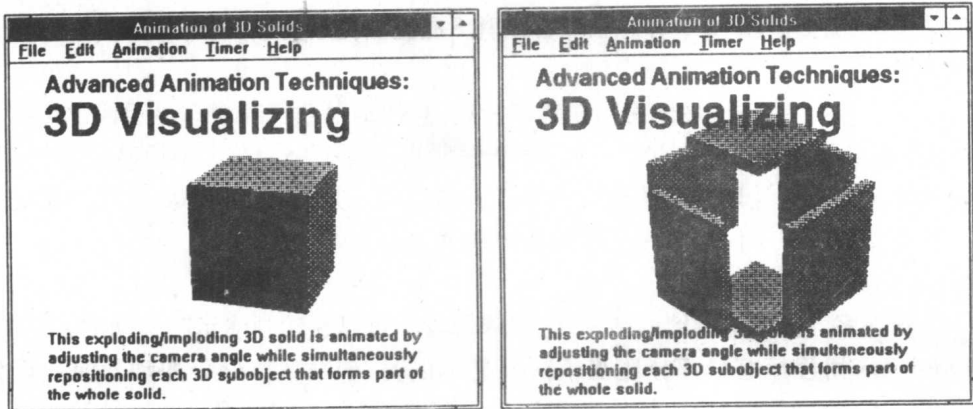 Animation of 3D Solids
File Edit Animation Timer Help
Advanced Animation Techniques:
3D Visualizing
This exploding/imploding 3D solid is animated by
adjusting the camera angle while simultaneously
repositioning each 3D subobject that forms part of
the whole solid.
Animation of 3D Solids
File Edit Animation Timer Help
Advanced Animation Techniques:
3D Visualizing
This exploding/imploding 3D is animated by
adjusting the camera angle while simultaneously
repositioning each 3D subobject that forms part of
the whole solid.